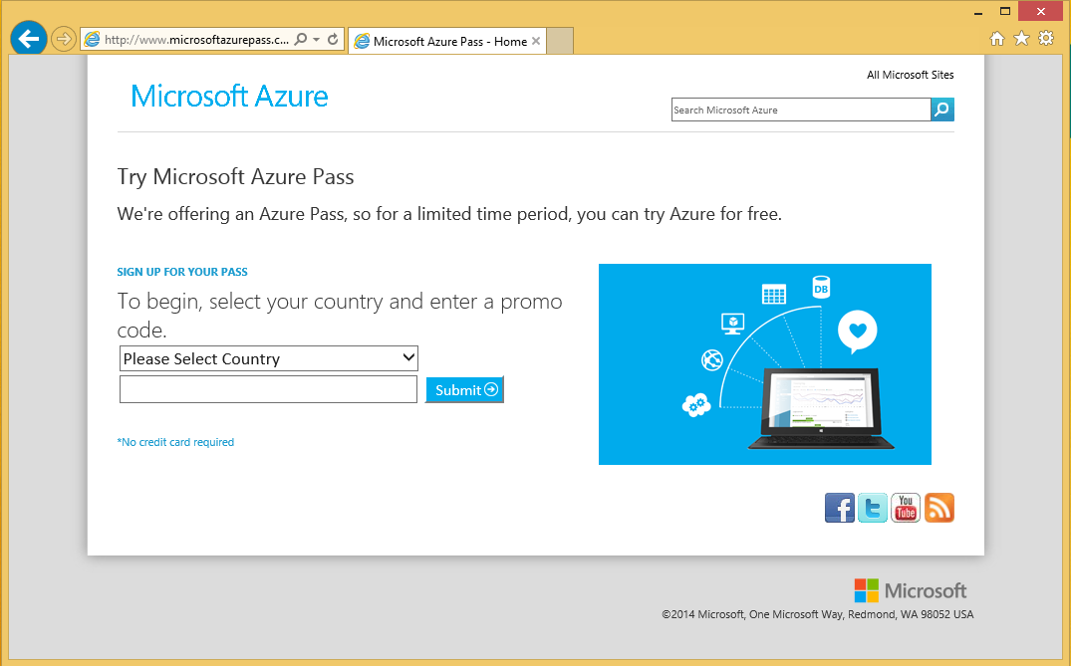 http://www.microsoftazurepass.c...
Microsoft Azure Pass - Home
All Microsoft Sites
Microsoft Azure
Search Microsoft Azure
Try Microsoft Azure Pass
We're offering an Azure Pass, so for a limited time period, you can try Azure for free.
SIGN UP FOR YOUR PASS
To begin, select your country and enter a promo
code.
Please Select Country
Submit
*No credit card required
DB
You
Tube
Microsoft
©2014 Microsoft, One Microsoft Way, Redmond, WA 98052 USA